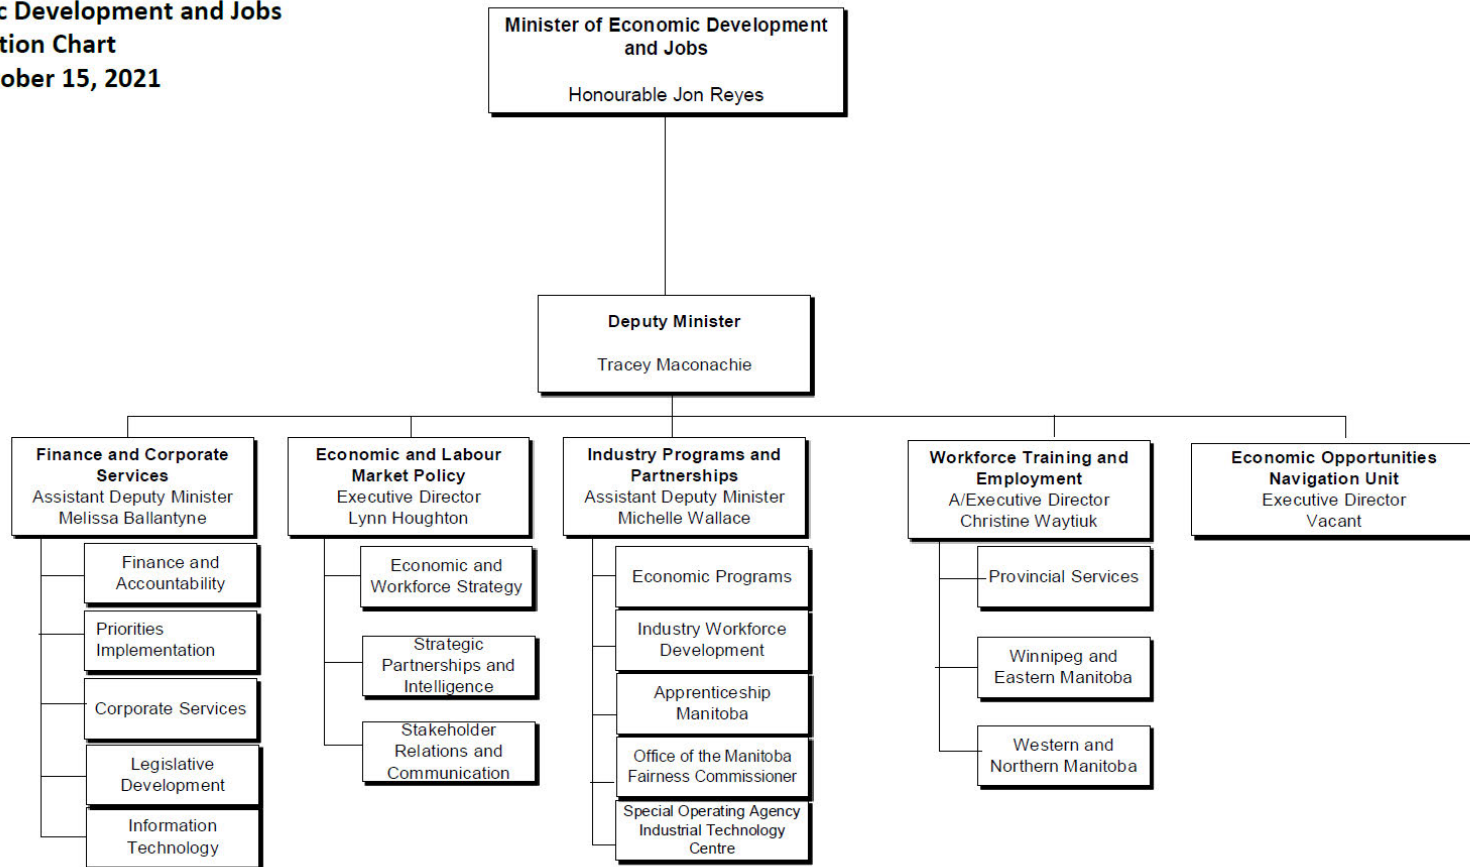 Development and Jobs
Chart
15, 2021
Minister of Economic Development
and Jobs
Honourable Jon Reyes
Deputy Minister
Tracey Maconachie
Finance and Corporate
Services
Assistant Deputy Minister
Melissa Ballantyne
Finance and
Accountability
Priorities
Implementation
Corporate Services
Legislative
Development
Information
Technology
Economic and Labour
Market Policy
Executive Director
Lynn Houghton
Economic and
Workforce Strategy
Strategic
Partnerships and
Intelligence
Stakeholder
Relations and
Communication
Industry Programs and
Partnerships
Assistant Deputy Minister
Michelle Wallace
Economic Programs
Industry Workforce
Development
Apprenticeship
Manitoba
Office of the Manitoba
Fairness Commissioner
Special Operating Agency
Industrial Technology
Centre
Workforce Training and
Employment
A/Executive Director
Christine Waytiuk
Provincial Services
Winnipeg and
Eastern Manitoba
Western and
Northern Manitoba
Economic Opportunities
Navigation Unit
Executive Director
Vacant